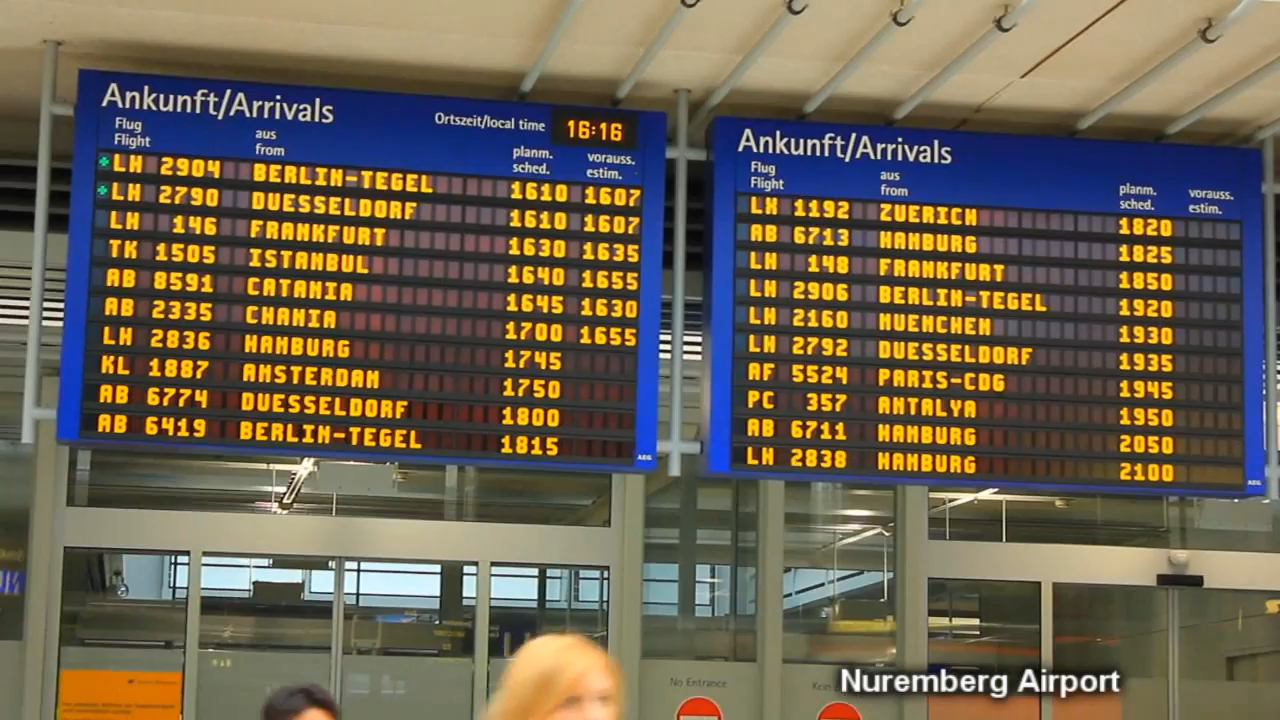 Ankunft/Arrivals
Ortszeit/local time 16:16
Flug aus planm. vorauss.
Flight from sched. estim.
LH 2904 BERLIN-TEGEL 1610 1607
LH 2790 DUESSELDORF 1610 1607
LH 146 FRANKFURT 1630 1635
TK 1505 ISTANBUL 1640 1655
AB 8591 CATANIA 1645 1630
AB 2335 CHANIA 1700 1655
LH 2836 HAMBURG 1745
KL 1887 AMSTERDAM 1750
AB 6774 DUESSELDORF 1800
AB 6419 BERLIN-TEGEL 1815
AEG
Ankunft/Arrivals
Flug aus planm. vorauss.
Flight from sched. estim.
LX 1192 ZUERICH 1820
AB 6713 HAMBURG 1825
LH 148 FRANKFURT 1850
LH 2906 BERLIN-TEGEL 1920
LH 2160 MUENCHEN 1930
LH 2792 DUESSELDORF 1935
AF 5524 PARIS-CDG 1945
PC 357 ANTALYA 1950
AB 6711 HAMBURG 2050
LH 2838 HAMBURG 2100
AEG
No Entrance
Nuremberg Airport